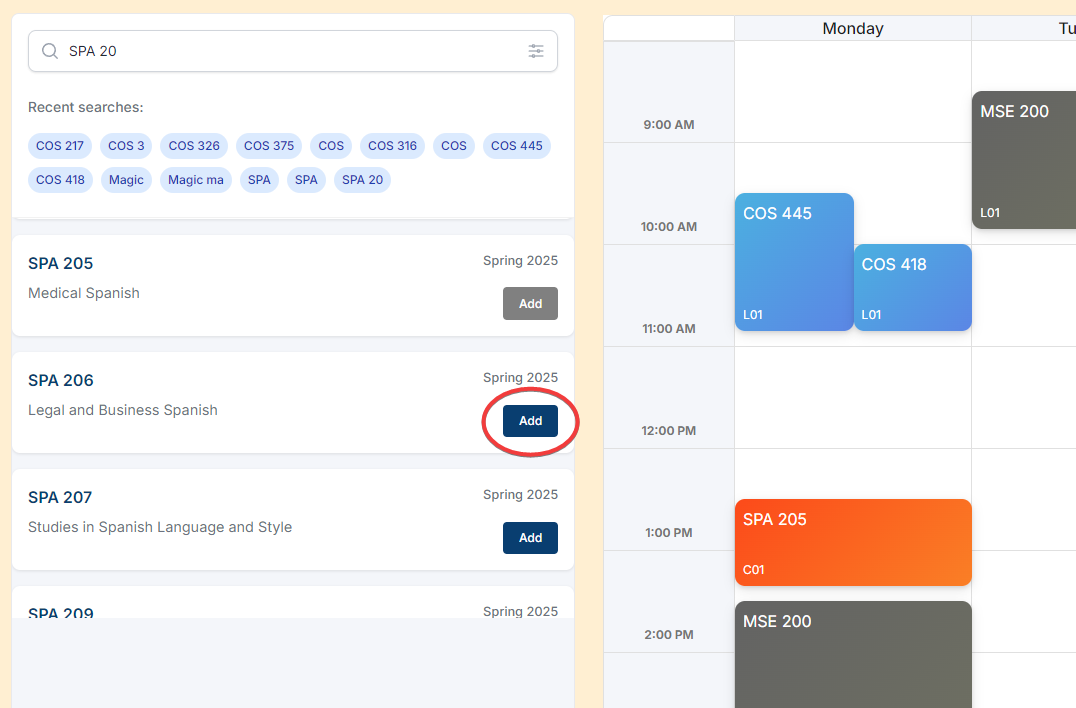 SPA 20
Recent searches:
COS 217 COS 3 COS 326 COS 375 COS COS 316 COS COS 445
COS 418 Magic Magic ma SPA SPA SPA 20
SPA 205 Spring 2025
Medical Spanish
Add
SPA 206 Spring 2025
Legal and Business Spanish
Add
SPA 207 Spring 2025
Studies in Spanish Language and Style
Add
SPA 209 Spring 2025
Monday Tu
9:00 AM
MSE 200
L01
10:00 AM
COS 445
L01
COS 418
L01
11:00 AM
12:00 PM
1:00 PM
SPA 205
C01
2:00 PM
MSE 200